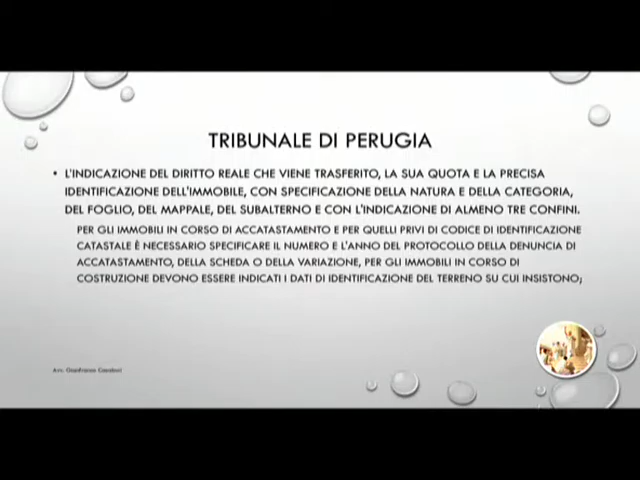 TRIBUNALE DI PERUGIA
• L'INDICAZIONE DEL DIRITTO REALE CHE VIENE TRASFERITO, LA SUA QUOTA E LA PRECISA
IDENTIFICAZIONE DELL'IMMOBILE, CON SPECIFICAZIONE DELLA NATURA E DELLA CATEGORIA,
DEL FOGLIO, DEL MAPPALE, DEL SUBALTERNO E CON L'INDICAZIONE DI ALMENO TRE CONFINI.
PER GLI IMMOBILI IN CORSO DI ACCATASTAMENTO E PER QUELLI PRIVI DI CODICE DI IDENTIFICAZIONE
CATASTALE È NECESSARIO SPECIFICARE IL NUMERO E L'ANNO DEL PROTOCOLLO DELLA DENUNCIA DI
ACCATASTAMENTO, DELLA SCHEDA O DELLA VARIAZIONE, PER GLI IMMOBILI IN CORSO DI
COSTRUZIONE DEVONO ESSERE INDICATI I DATI DI IDENTIFICAZIONE DEL TERRENO SU CUI INSISTONO;
Avv. Gianfranco